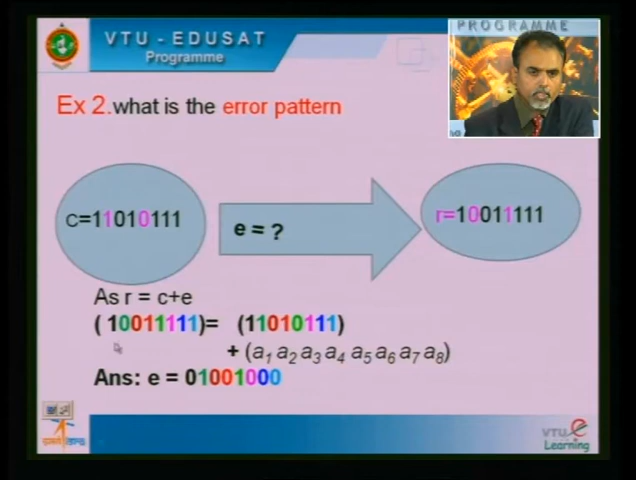 VTU - EDUSAT
Programme
PROGRAMME
Ex 2.what is the error pattern
c=11010111
e = ?
r=10011111
As r = c+e
( 10011111)= (11010111)
+ (a1 a2 a3 a4 a5 a6 a7 a8)
Ans: e = 01001000
VTU e
Learning